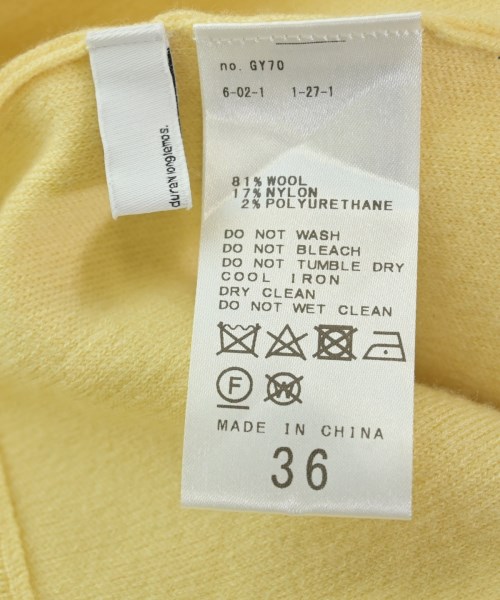 no. GY70
6-02-1 1-27-1
81% WOOL
17% NYLON
2% POLYURETHANE
DO NOT WASH
DO NOT BLEACH
DO NOT TUMBLE DRY
COOL IRON
DRY CLEAN
DO NOT WET CLEAN
F W
MADE IN CHINA
36